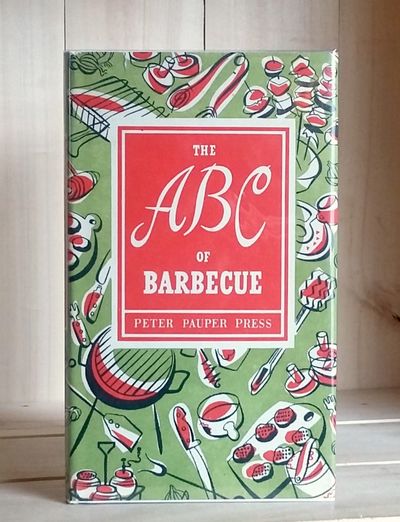 THE
ABC
OF
BARBECUE
PETER PAUPER PRESS